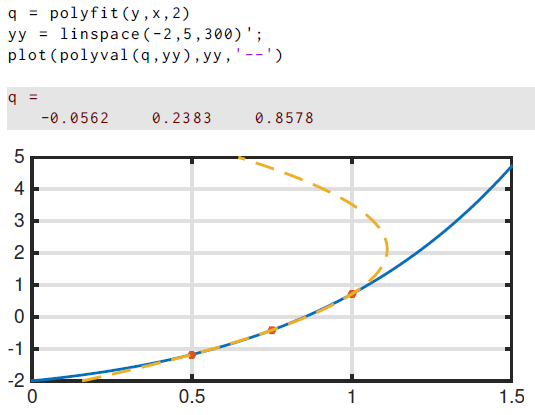 q = polyfit(y,x,2)
yy = linspace(-2,5,300)';
plot(polyval(q,yy),yy,'--')
q =
-0.0562 0.2383 0.8578
5
4
3
2
1
0
-1
-2
0 0.5 1 1.5